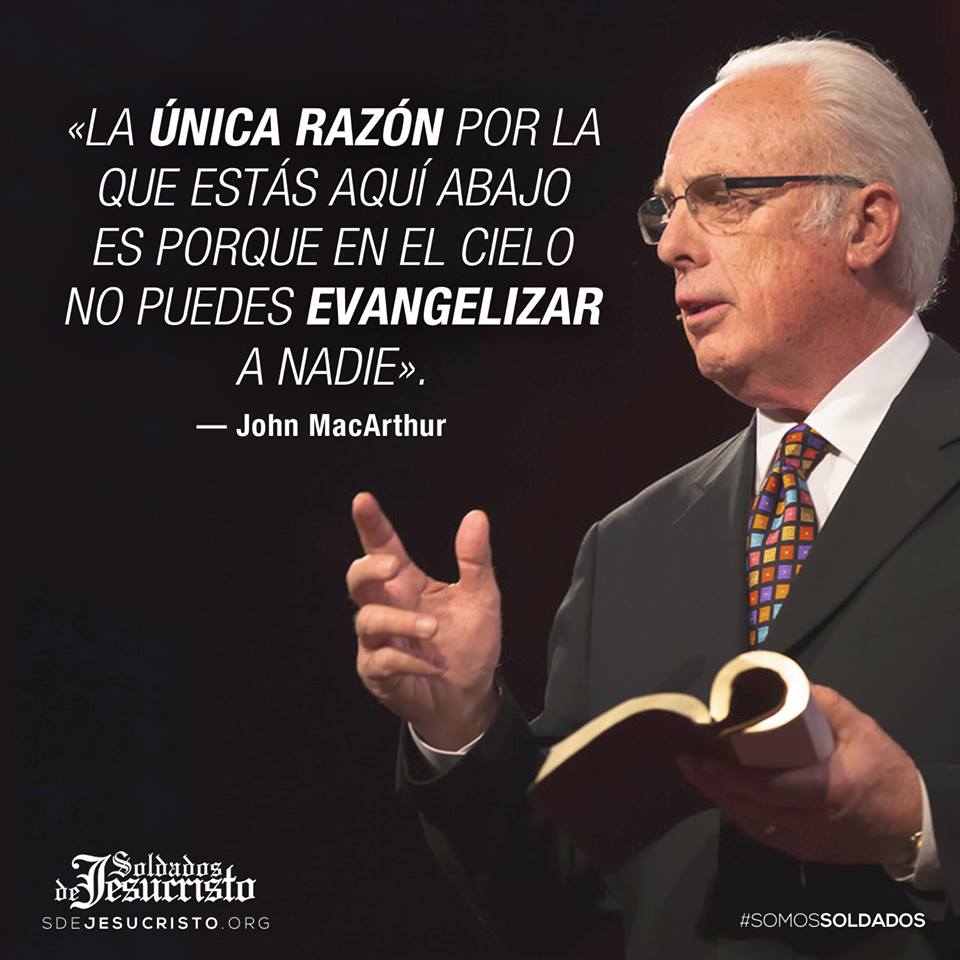 «LA ÚNICA RAZÓN POR LA
QUE ESTÁS AQUÍ ABAJO
ES PORQUE EN EL CIELO
NO PUEDES EVANGELIZAR
A NADIE».
— John MacArthur
Soldados
de Jesucristo
SDEJESUCRISTO.ORG
#SOMOSSOLDADOS